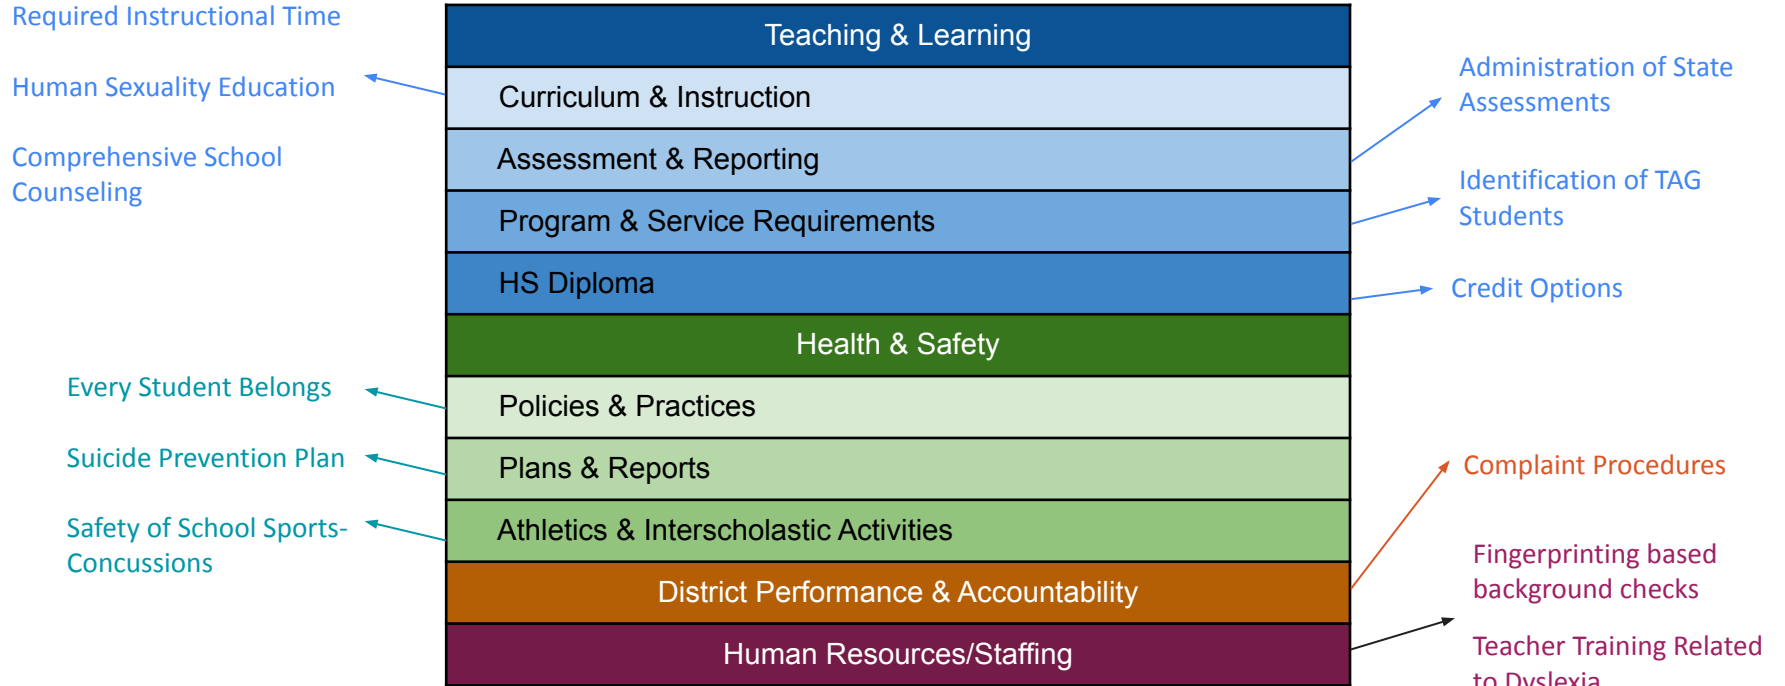 Required Instructional Time
Human Sexuality Education
Comprehensive School
Counseling
Teaching & Learning
Curriculum & Instruction
Assessment & Reporting
Program & Service Requirements
HS Diploma
Administration of State
Assessments
Identification of TAG
Students
Credit Options
Health & Safety
Every Student Belongs
Suicide Prevention Plan
Safety of School Sports-
Concussions
Policies & Practices
Plans & Reports
Athletics & Interscholastic Activities
District Performance & Accountability
Human Resources/Staffing
Complaint Procedures
Fingerprinting based
background checks
Teacher Training Related
to Dyslexia